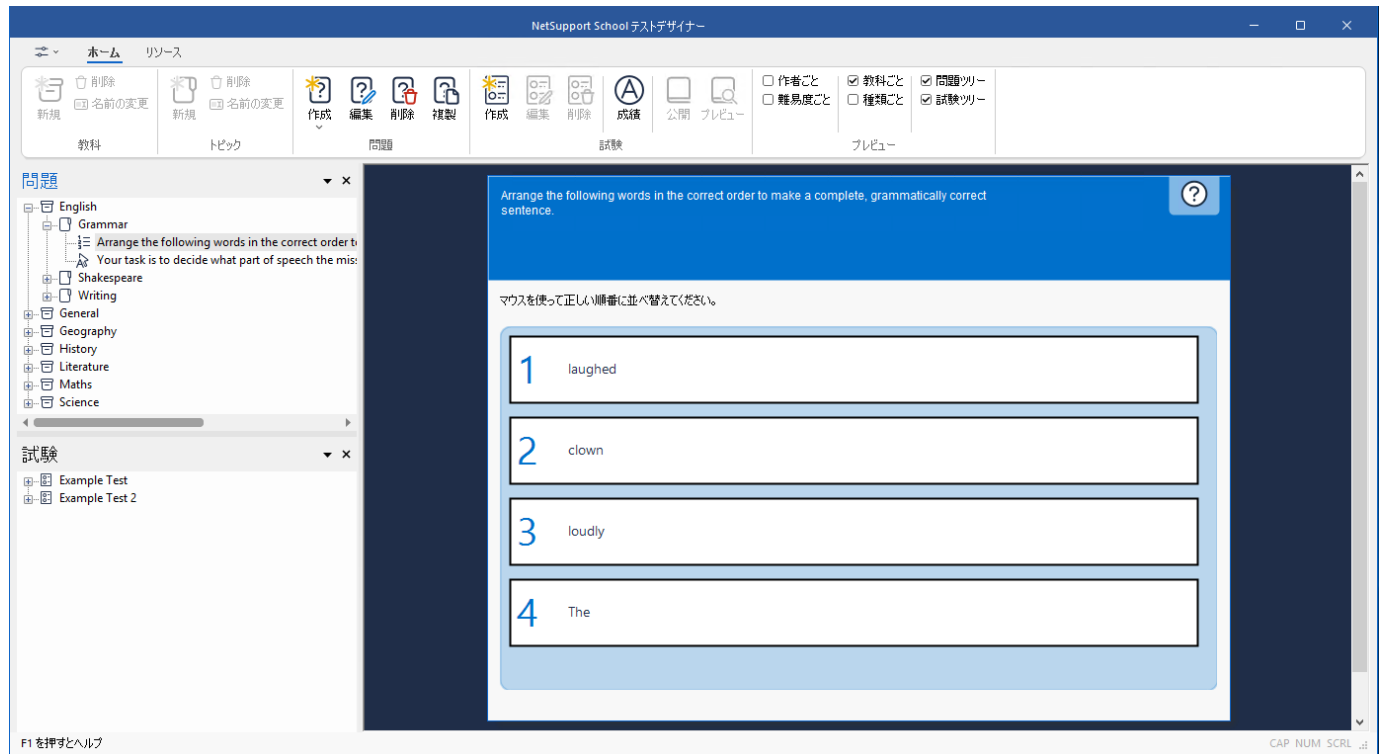 NetSupport School テストデザイナー
ホーム リソース
新規 削除 名前の変更
教科
新規 削除 名前の変更
トピック
作成 編集 削除 複製
問題
作成 編集 削除 成績 公開 プレビュー
試験
作者ごと 教科ごと 問題ツリー
難易度ごと 種類ごと 試験ツリー
プレビュー
問題
English
Grammar
Arrange the following words in the correct order t
Your task is to decide what part of speech the mis
Shakespeare
Writing
General
Geography
History
Literature
Maths
Science
試験
Example Test
Example Test 2
Arrange the following words in the correct order to make a complete, grammatically correct
sentence.
マウスを使って正しい順番に並べ替えてください。
1 laughed
2 clown
3 loudly
4 The
F1 を押すとヘルプ
CAP NUM SCRL